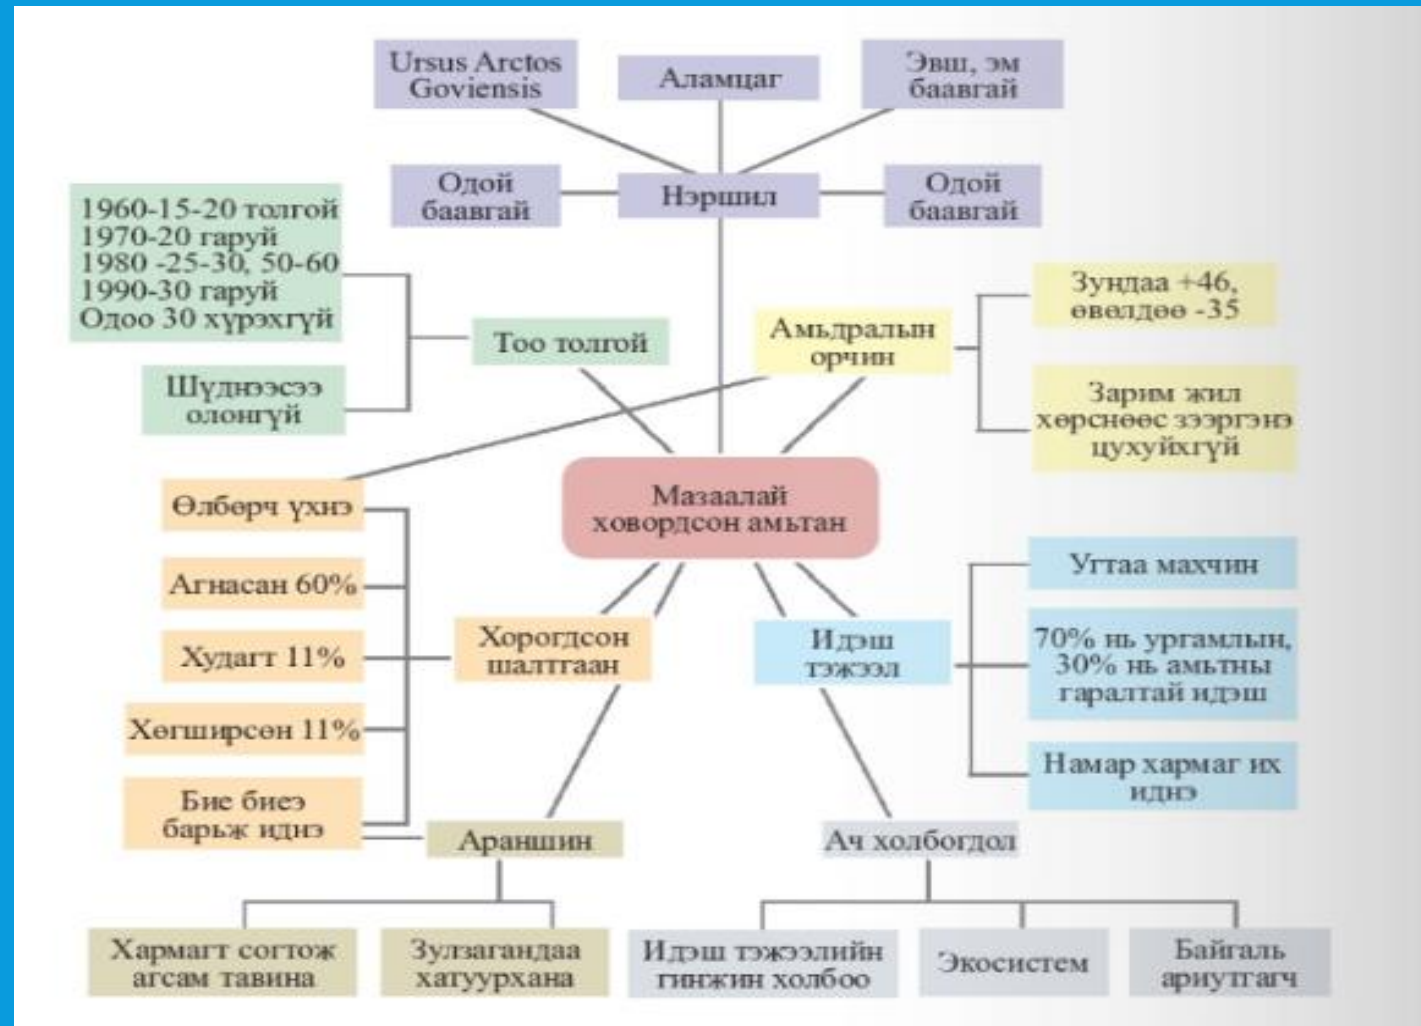 Ursus Arctos
Goviensis
Аламцаг
Эвш, эм
баавгай
Одой
баавгай
Нэршил
Одой
баавгай
1960-15-20 толгой
1970-20 гаруй
1980 -25-30, 50-60
1990-30 гаруй
Одоо 30 хүрэхгүй
Шүднээсээ
олонгүй
Тоо толгой
Амьдралын
орчин
Зундаа +46,
өвөлдөө -35
Зарим жил
хөрснөөс зээргэнэ
цухуйхгүй
Мазаалай
ховордсон амьтан
Өлбөрч үхнэ
Агнасан 60%
Худагт 11%
Хөгширсөн 11%
Бие биеэ
барьж иднэ
Хорогдсон
шалтгаан
Идэш
тэжээл
Угтаа махчин
70% нь ургамлын,
30% нь амьтны
гаралтай идэш
Намар хармаг их
иднэ
Араншин
Ач холбогдол
Хармагт согтож
агсам тавина
Зулзагандаа
хатуурхана
Идэш тэжээлийн
гинжин холбоо
Экосистем
Байгаль
ариутгагч